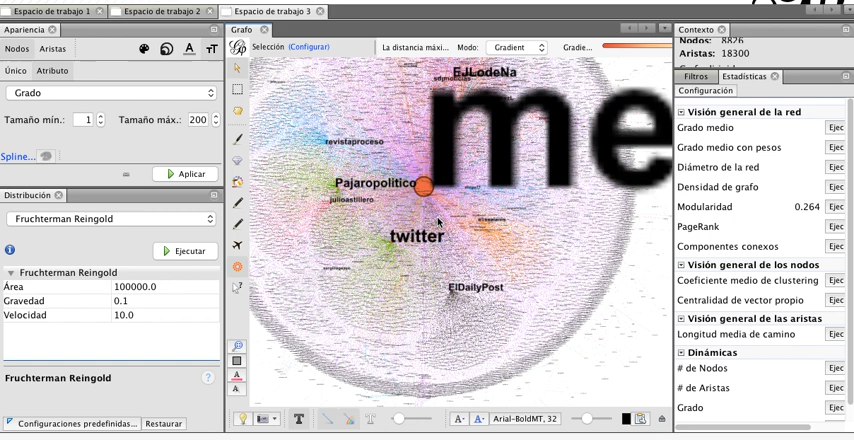 Espacio de trabajo 1
Espacio de trabajo 2
Espacio de trabajo 3
Apariencia
Nodos
Aristas
Único
Atributo
Grado
Tamaño mín.:
1
Tamaño máx.:
200
Spline...
Aplicar
Distribución
Fruchterman Reingold
Ejecutar
Fruchterman Reingold
Área
100000.0
Gravedad
0.1
Velocidad
10.0
Fruchterman Reingold
Configuraciones predefinidas...
Restaurar
Grafo
Selección
(Configurar)
La distancia máxi...
Modo:
Gradient
Gradie...
EJLodeNa
me
revistaproceso
Pajaropolitico
julioastillero
twitter
ElDailyPost
Arial-BoldMT, 32
Contexto
Nodos: 8826
Aristas: 18300
Filtros
Estadísticas
Configuración
Visión general de la red
Grado medio
Ejec
Grado medio con pesos
Ejec
Diámetro de la red
Ejec
Densidad de grafo
Ejec
Modularidad
0.264
Ejec
PageRank
Ejec
Componentes conexos
Ejec
Visión general de los nodos
Coeficiente medio de clustering
Ejec
Centralidad de vector propio
Ejec
Visión general de las aristas
Longitud media de camino
Ejec
Dinámicas
# de Nodos
Ejec
# de Aristas
Ejec
Grado
Ejec